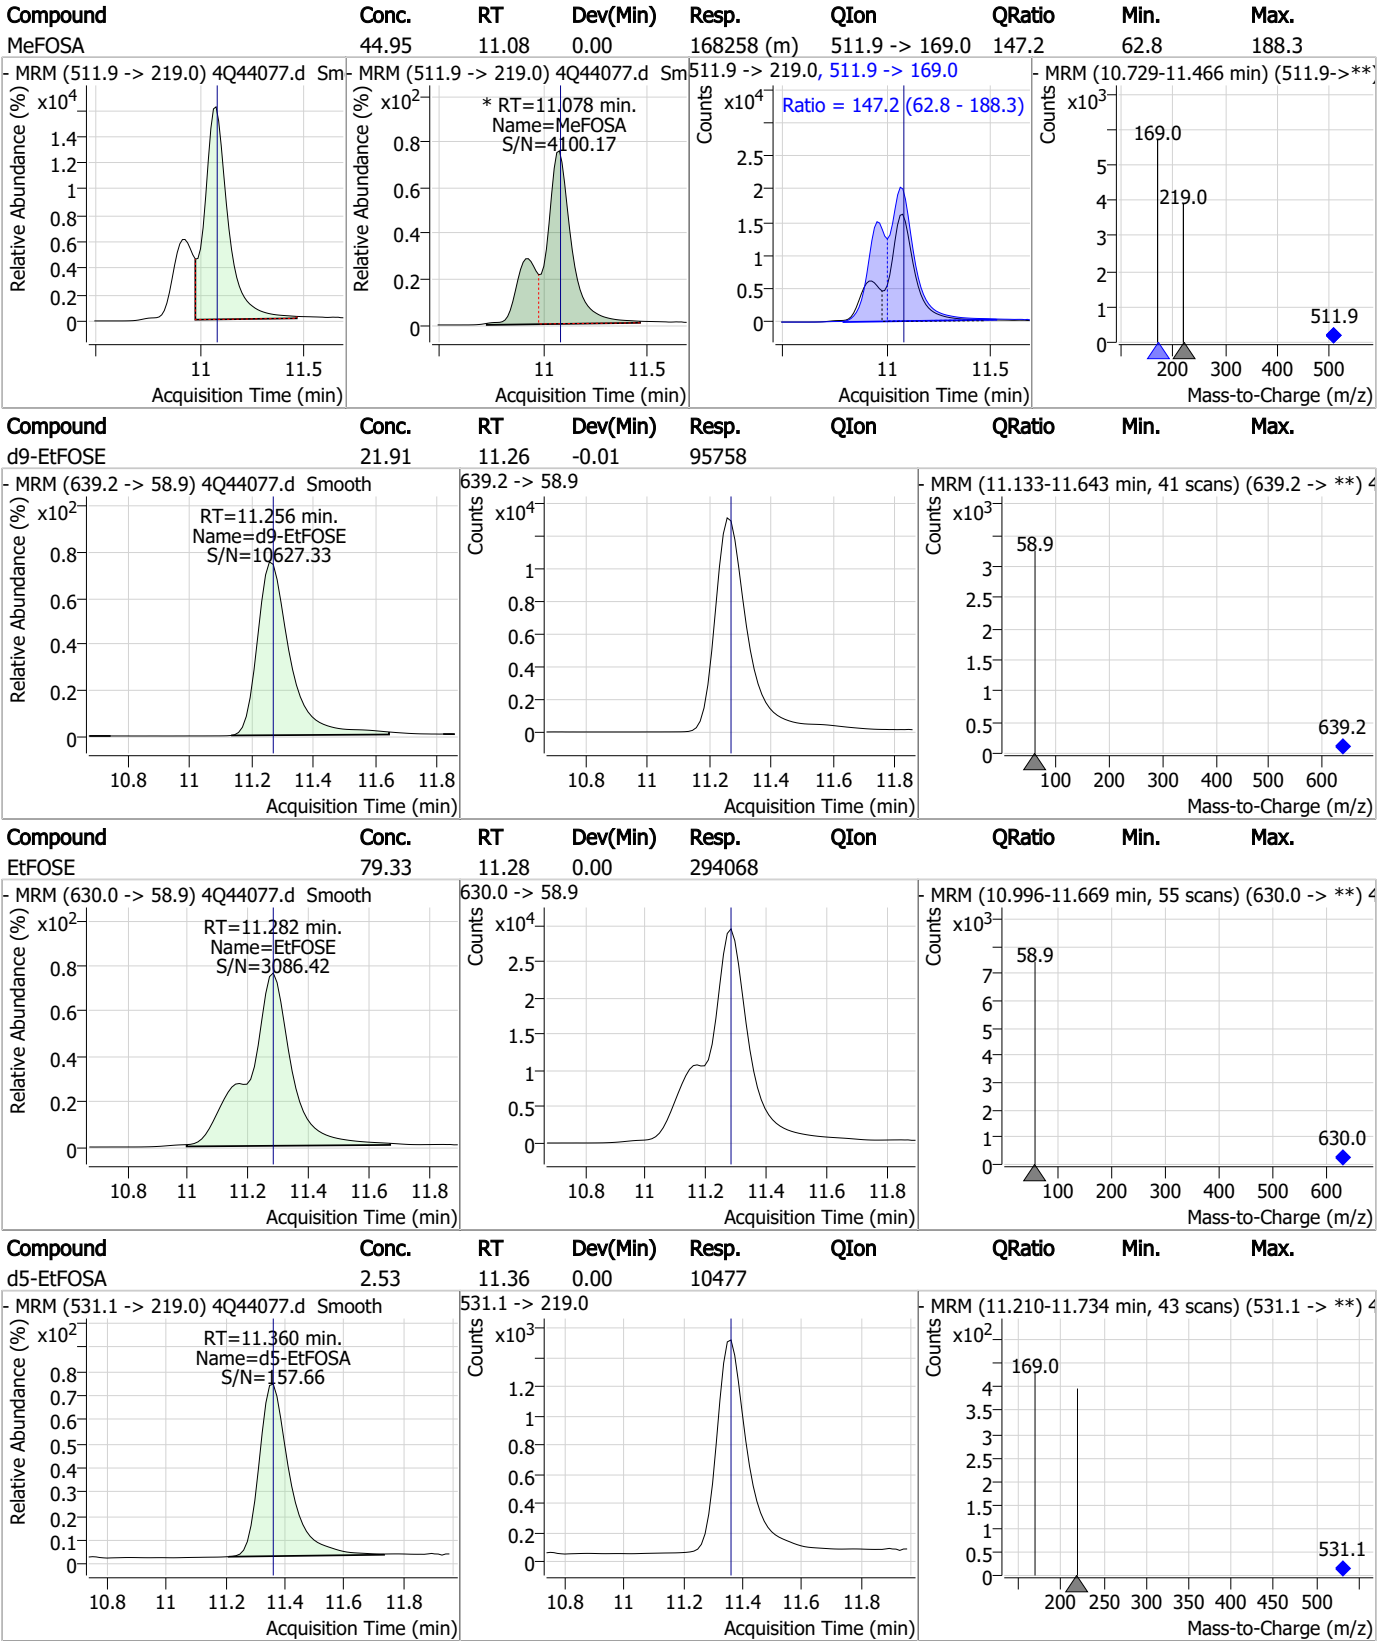 Compound Conc. RT Dev(Min) Resp. QIon QRatio Min. Max.
MeFOSA 44.95 11.08 0.00 168258 (m) 511.9 -> 169.0 147.2 62.8 188.3
- MRM (511.9 -> 219.0) 4Q44077.d Sm
Relative Abundance (%)
x10⁴
1.4
1.2
1
0.8
0.6
0.4
0.2
0
11 11.5
Acquisition Time (min)
- MRM (511.9 -> 219.0) 4Q44077.d Sm
Relative Abundance (%)
x10²
* RT=11.078 min.
Name=MeFOSA
S/N=4100.17
0.8
0.6
0.4
0.2
0
11 11.5
Acquisition Time (min)
511.9 -> 219.0, 511.9 -> 169.0
Counts
x10⁴
Ratio = 147.2 (62.8 - 188.3)
2.5
2
1.5
1
0.5
0
11 11.5
Acquisition Time (min)
- MRM (10.729-11.466 min) (511.9->**)
Counts
x10³
169.0
5
219.0
4
3
2
1
511.9
0
200 300 400 500
Mass-to-Charge (m/z)
Compound Conc. RT Dev(Min) Resp. QIon QRatio Min. Max.
d9-EtFOSE 21.91 11.26 -0.01 95758
- MRM (639.2 -> 58.9) 4Q44077.d Smooth
Relative Abundance (%)
x10²
RT=11.256 min.
Name=d9-EtFOSE
S/N=10627.33
0.8
0.6
0.4
0.2
0
10.8 11 11.2 11.4 11.6 11.8
Acquisition Time (min)
639.2 -> 58.9
Counts
x10⁴
1
0.8
0.6
0.4
0.2
0
10.8 11 11.2 11.4 11.6 11.8
Acquisition Time (min)
- MRM (11.133-11.643 min, 41 scans) (639.2 -> **) 4
Counts
x10³
58.9
3
2.5
2
1.5
1
0.5
639.2
0
100 200 300 400 500 600
Mass-to-Charge (m/z)
Compound Conc. RT Dev(Min) Resp. QIon QRatio Min. Max.
EtFOSE 79.33 11.28 0.00 294068
- MRM (630.0 -> 58.9) 4Q44077.d Smooth
Relative Abundance (%)
x10²
RT=11.282 min.
Name=EtFOSE
S/N=3086.42
0.8
0.6
0.4
0.2
0
10.8 11 11.2 11.4 11.6 11.8
Acquisition Time (min)
630.0 -> 58.9
Counts
x10⁴
2.5
2
1.5
1
0.5
0
10.8 11 11.2 11.4 11.6 11.8
Acquisition Time (min)
- MRM (10.996-11.669 min, 55 scans) (630.0 -> **) 4
Counts
x10³
58.9
7
6
5
4
3
2
1
630.0
0
100 200 300 400 500 600
Mass-to-Charge (m/z)
Compound Conc. RT Dev(Min) Resp. QIon QRatio Min. Max.
d5-EtFOSA 2.53 11.36 0.00 10477
- MRM (531.1 -> 219.0) 4Q44077.d Smooth
Relative Abundance (%)
x10²
RT=11.360 min.
Name=d5-EtFOSA
S/N=157.66
0.8
0.7
0.6
0.5
0.4
0.3
0.2
0.1
0
10.8 11 11.2 11.4 11.6 11.8
Acquisition Time (min)
531.1 -> 219.0
Counts
x10³
1.2
1
0.8
0.6
0.4
0.2
0
10.8 11 11.2 11.4 11.6 11.8
Acquisition Time (min)
- MRM (11.210-11.734 min, 43 scans) (531.1 -> **) 4
Counts
x10²
169.0
4
3.5
3
2.5
2
1.5
1
0.5
531.1
0
200 250 300 350 400 450 500
Mass-to-Charge (m/z)